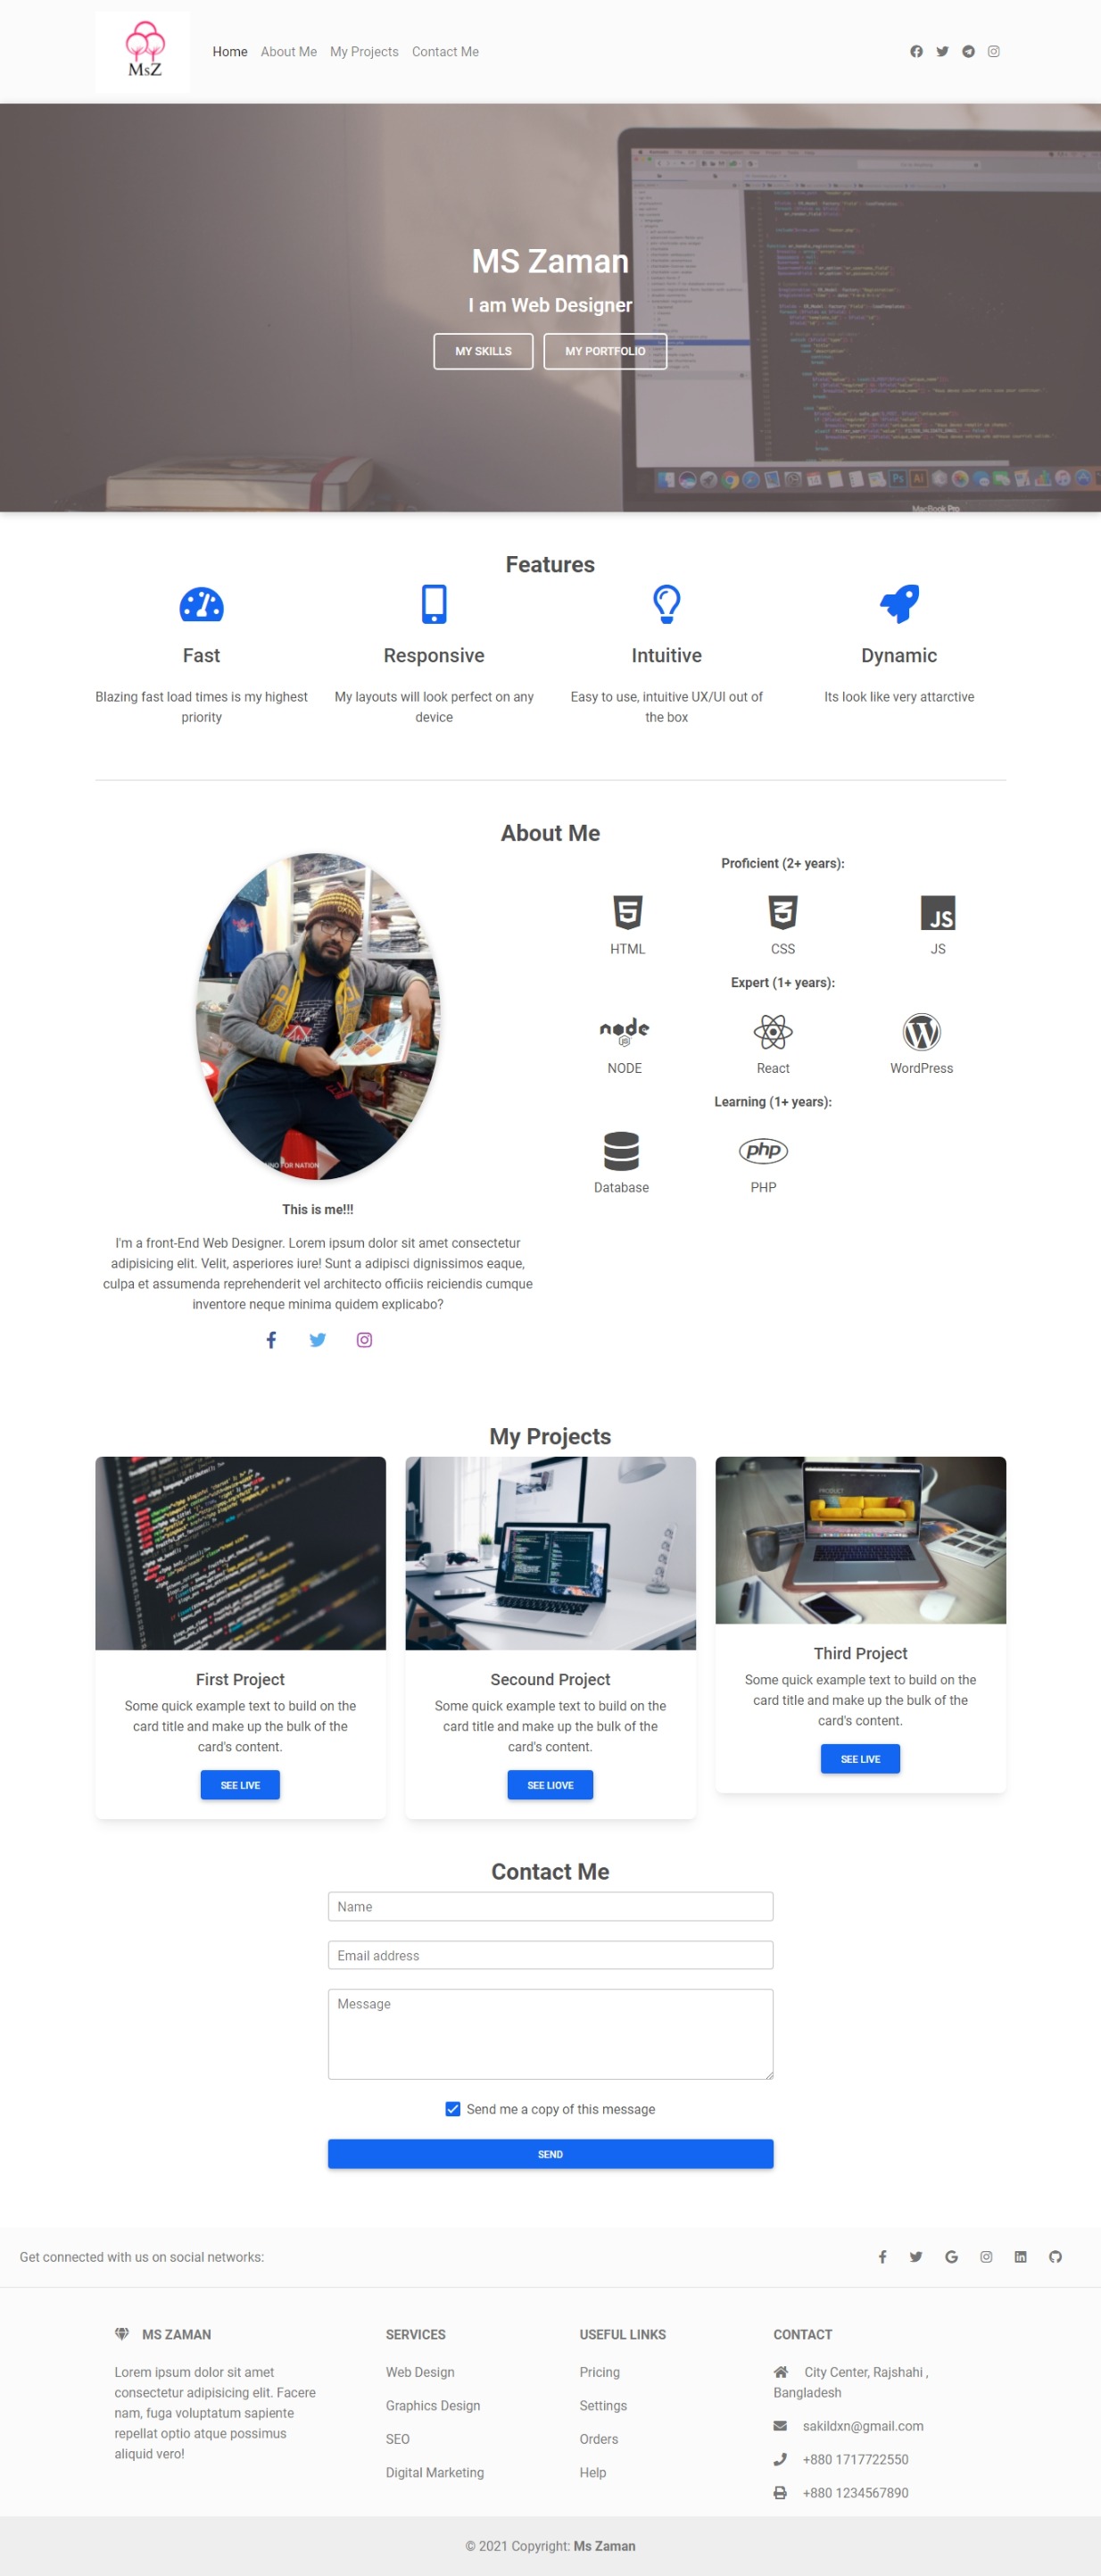 MsZ
Home About Me My Projects Contact Me
MS Zaman
I am Web Designer
MY SKILLS MY PORTFOLIO
MacBook Pro
Features
Fast
Blazing fast load times is my highest
priority
Responsive
My layouts will look perfect on any
device
Intuitive
Easy to use, intuitive UX/UI out of
the box
Dynamic
Its look like very attarctive
About Me
This is me!!!
I'm a front-End Web Designer. Lorem ipsum dolor sit amet consectetur
adipisicing elit. Velit, asperiores iure! Sunt a adipisci dignissimos eaque,
culpa et assumenda reprehenderit vel architecto officiis reiciendis cumque
inventore neque minima quidem explicabo?
Proficient (2+ years):
JS
HTML CSS JS
Expert (1+ years):
node
JS
NODE React WordPress
Learning (1+ years):
php
Database PHP
My Projects
First Project
Some quick example text to build on the
card title and make up the bulk of the
card's content.
SEE LIVE
Secound Project
Some quick example text to build on the
card title and make up the bulk of the
card's content.
SEE LIOVE
PRODUCT
Third Project
Some quick example text to build on the
card title and make up the bulk of the
card's content.
SEE LIVE
Contact Me
Name
Email address
Message
Send me a copy of this message
SEND
Get connected with us on social networks:
MS ZAMAN
Lorem ipsum dolor sit amet
consectetur adipisicing elit. Facere
nam, fuga voluptatum sapiente
repellat optio atque possimus
aliquid vero!
SERVICES
Web Design
Graphics Design
SEO
Digital Marketing
USEFUL LINKS
Pricing
Settings
Orders
Help
CONTACT
City Center, Rajshahi ,
Bangladesh
sakildxn@gmail.com
+880 1717722550
+880 1234567890
© 2021 Copyright: Ms Zaman